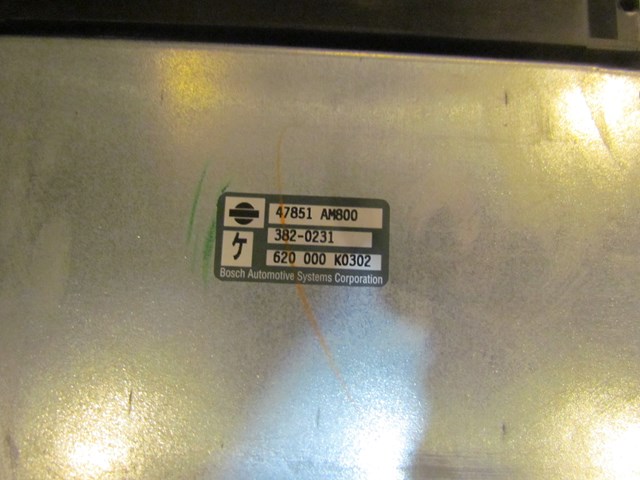 47851 AM800
382-0231
ケ
620 000 K0302
Bosch Automotive Systems Corporation